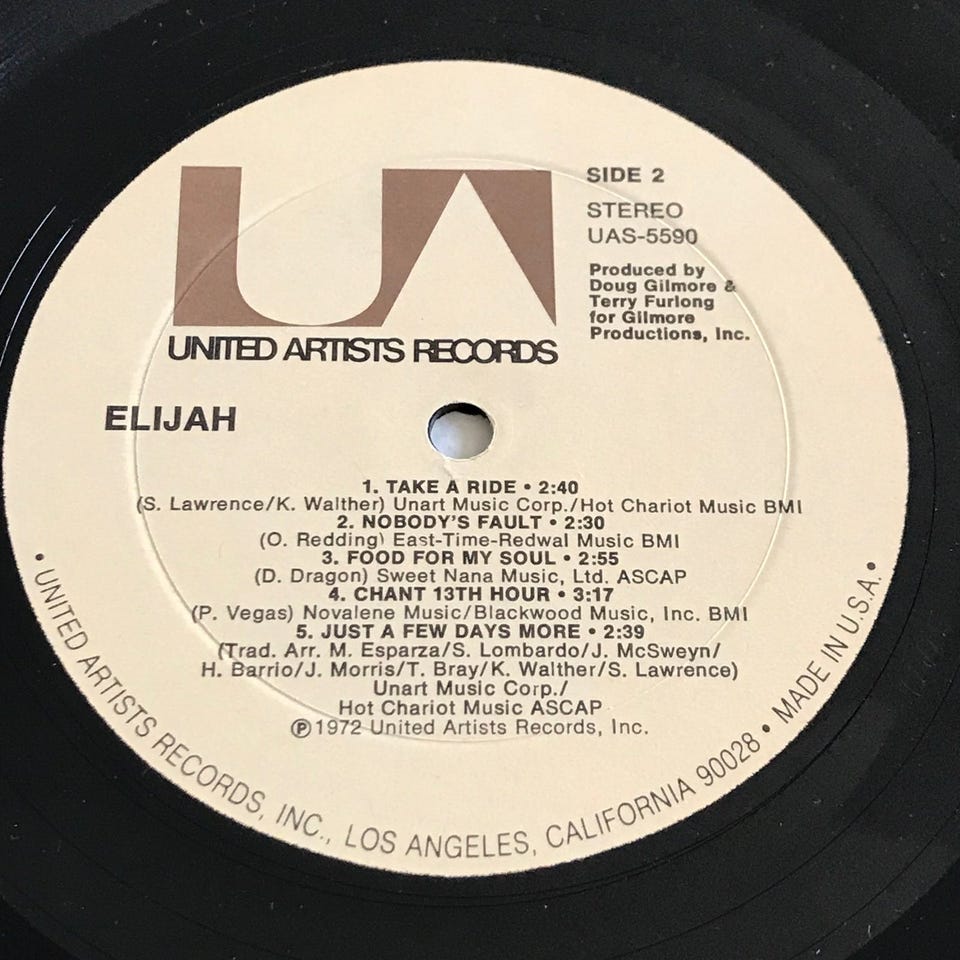 UA
UNITED ARTISTS RECORDS
SIDE 2
STEREO
UAS-5590
Produced by
Doug Gilmore &
Terry Furlong
for Gilmore
Productions, Inc.
ELIJAH
1. TAKE A RIDE • 2:40
(S. Lawrence/K. Walther) Unart Music Corp./Hot Chariot Music BMI
2. NOBODY'S FAULT • 2:30
(O. Redding) East-Time-Redwal Music BMI
3. FOOD FOR MY SOUL • 2:55
(D. Dragon) Sweet Nana Music, Ltd. ASCAP
4. CHANT 13TH HOUR • 3:17
(P. Vegas) Novalene Music/Blackwood Music, Inc. BMI
5. JUST A FEW DAYS MORE • 2:39
(Trad. Arr. M. Esparza/S. Lombardo/J. McSweyn/
H. Barrio/J. Morris/T. Bray/K. Walther/S. Lawrence)
Unart Music Corp./
Hot Chariot Music ASCAP
℗1972 United Artists Records, Inc.
• UNITED ARTISTS RECORDS, INC., LOS ANGELES, CALIFORNIA 90028 • MADE IN U.S.A. •